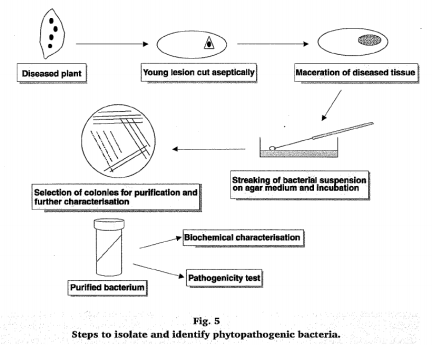 Diseased plant
Young lesion cut aseptically
Maceration of diseased tissue
Streaking of bacterial suspension
on agar medium and incubation
Selection of colonies for purification and
further characterisation
Biochemical characterisation
Pathogenicity test
Purified bacterium
Fig. 5
Steps to isolate and identify phytopathogenic bacteria.